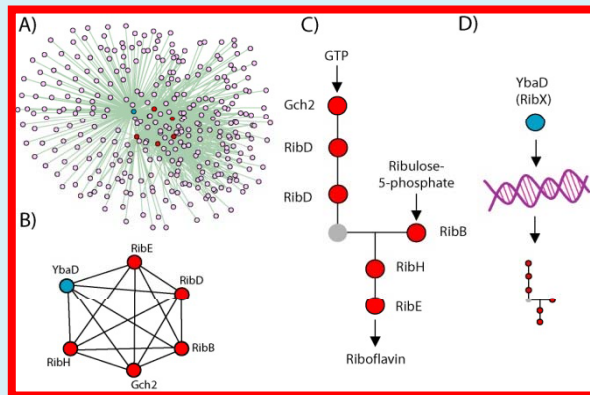 A)
B)
YbaD
RibE
RibD
RibB
Gch2
RibH
C)
GTP
Gch2
RibD
RibD
Ribulose-
5-phosphate
RibB
RibH
RibE
Riboflavin
D)
YbaD
(RibX)